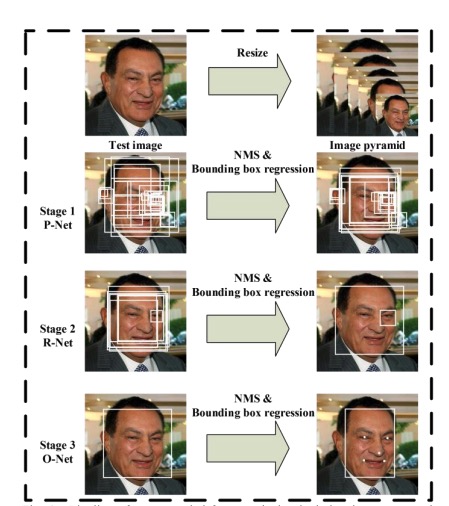 Resize
Test image
Image pyramid
NMS &
Bounding box regression
Stage 1
P-Net
NMS &
Bounding box regression
Stage 2
R-Net
NMS &
Bounding box regression
Stage 3
O-Net